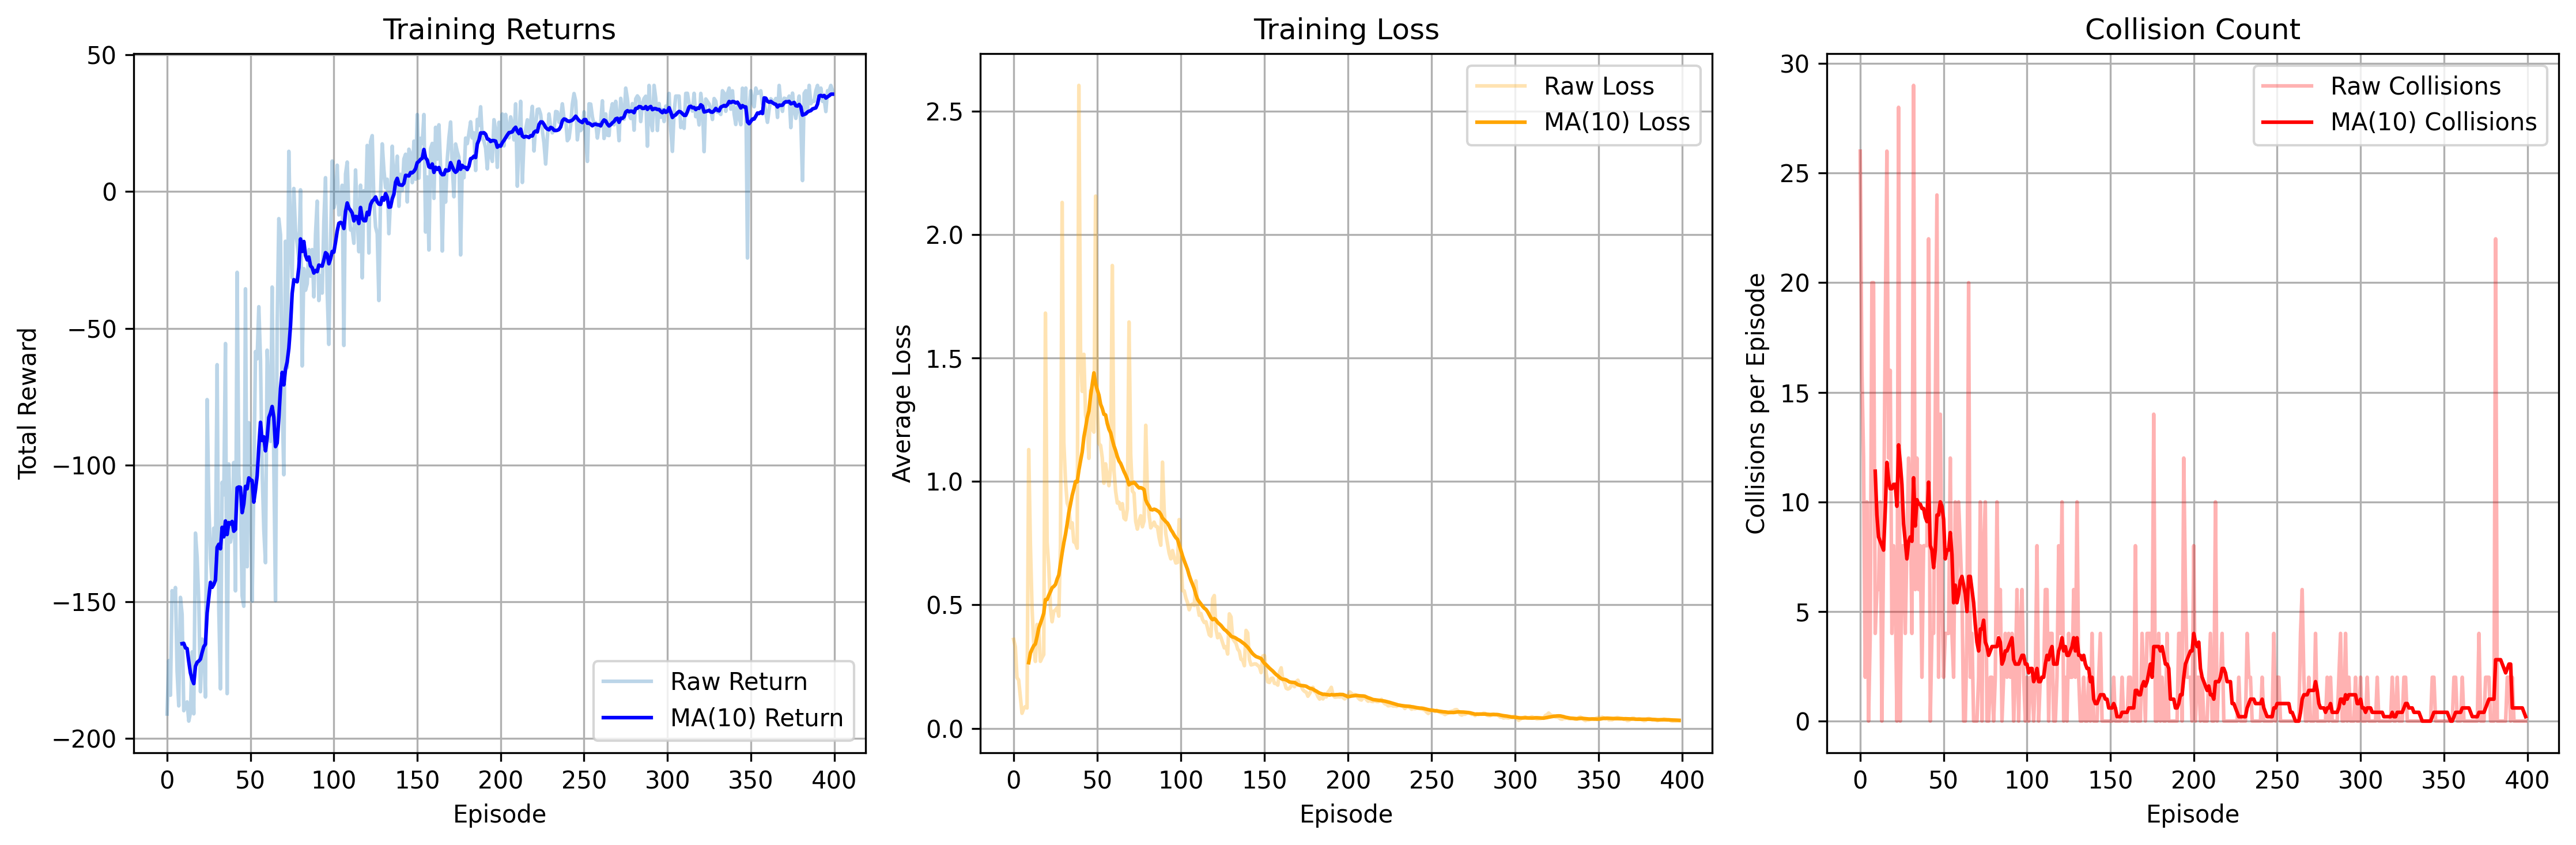 Training Returns
50
0
−50
−100
−150
−200
Total Reward
Raw Return
MA(10) Return
0 50 100 150 200 250 300 350 400
Episode
Training Loss
2.5
2.0
1.5
1.0
0.5
0.0
Average Loss
Raw Loss
MA(10) Loss
0 50 100 150 200 250 300 350 400
Episode
Collision Count
30
25
20
15
10
5
0
Collisions per Episode
Raw Collisions
MA(10) Collisions
0 50 100 150 200 250 300 350 400
Episode